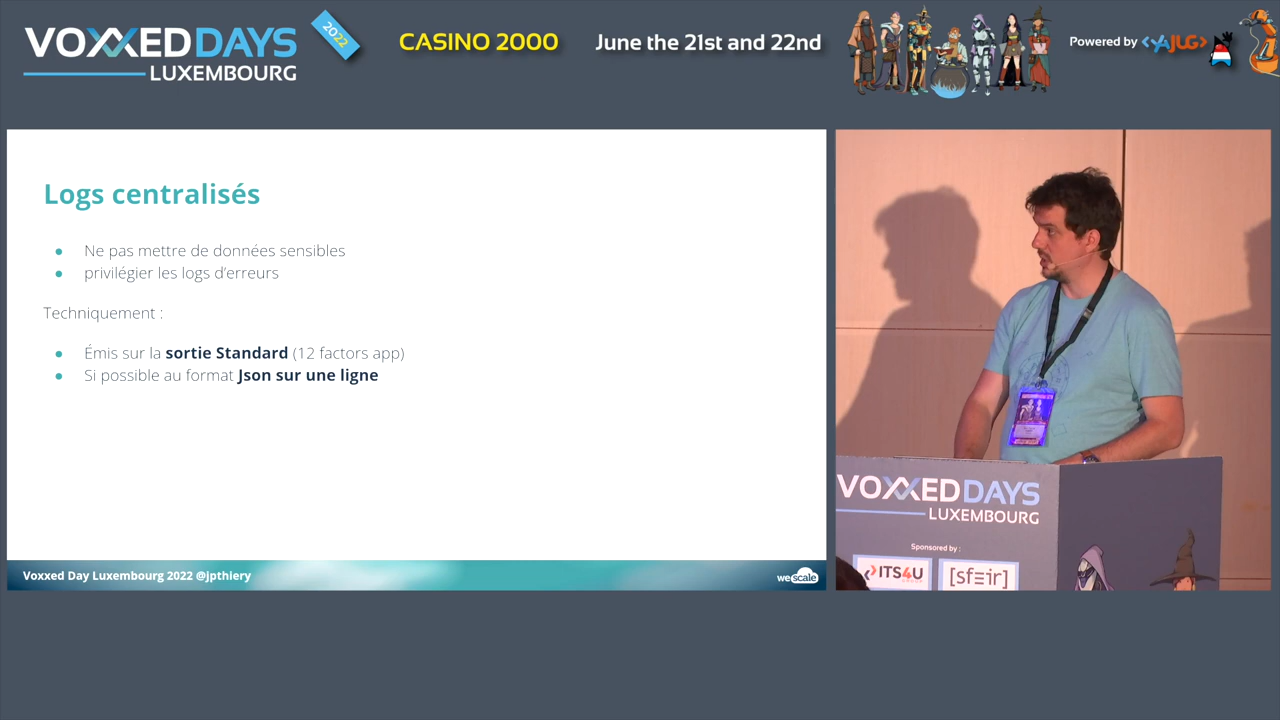 VOXXED DAYS
LUXEMBOURG
2022
CASINO 2000
June the 21st and 22nd
Powered by <YAJUG>
Logs centralisés
● Ne pas mettre de données sensibles
● privilégier les logs d’erreurs
Techniquement :
● Émis sur la sortie Standard (12 factors app)
● Si possible au format Json sur une ligne
Voxxed Day Luxembourg 2022 @jpthiery
wescale
VOXXED DAYS
LUXEMBOURG
Sponsored by :
ITS4U
[sfeir]